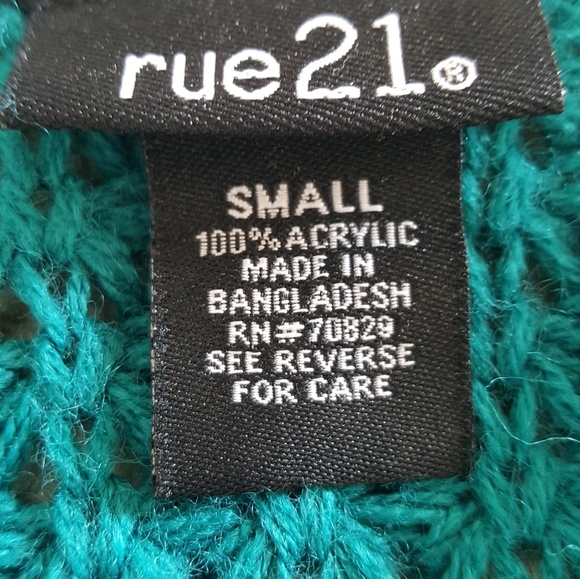 rue21®
SMALL
100% ACRYLIC
MADE IN
BANGLADESH
RN#70829
SEE REVERSE
FOR CARE